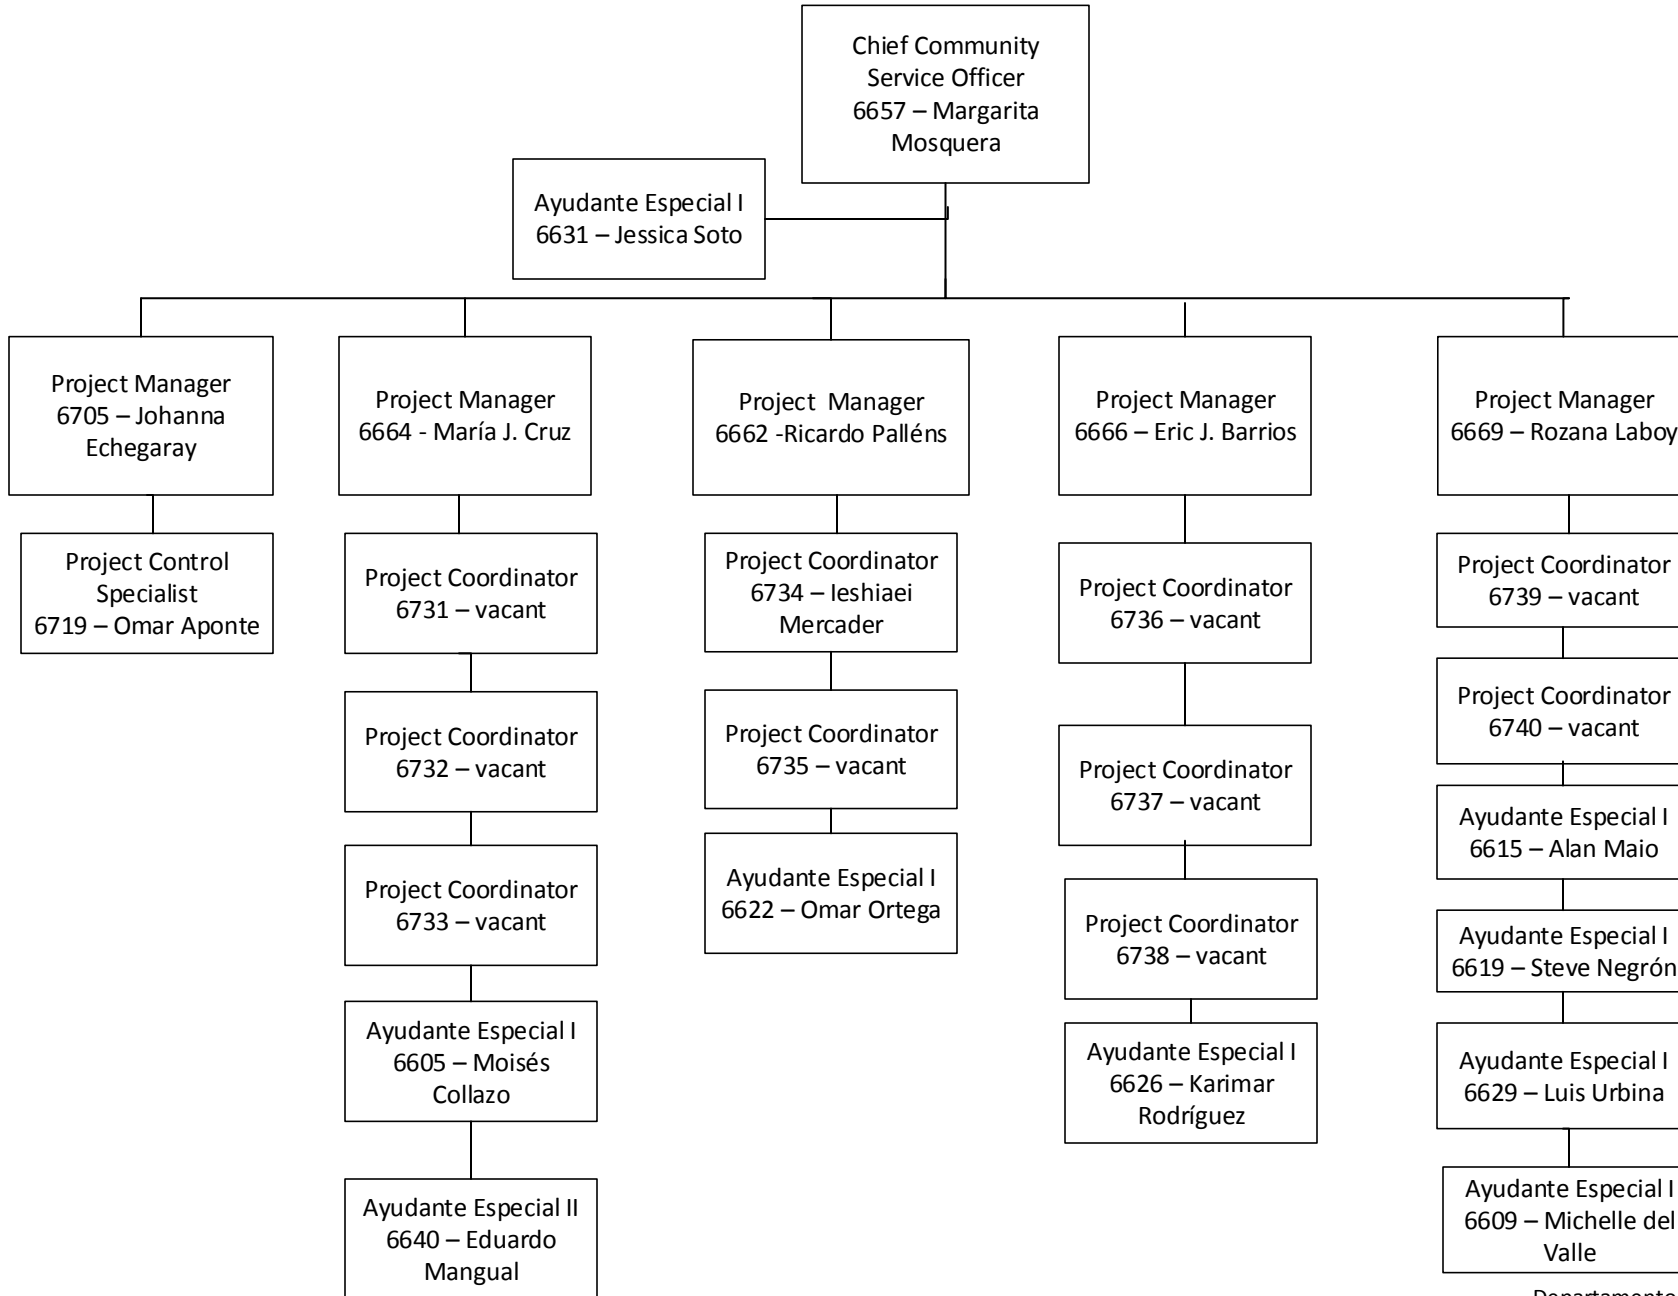 Chief Community
Service Officer
6657 – Margarita
Mosquera
Ayudante Especial I
6631 – Jessica Soto
Project Manager
6705 – Johanna
Echegaray
Project Control
Specialist
6719 – Omar Aponte
Project Manager
6664 - María J. Cruz
Project Coordinator
6731 – vacant
Project Coordinator
6732 – vacant
Project Coordinator
6733 – vacant
Ayudante Especial I
6605 – Moisés
Collazo
Ayudante Especial II
6640 – Eduardo
Mangual
Project  Manager
6662 -Ricardo Palléns
Project Coordinator
6734 – Ieshiaei
Mercader
Project Coordinator
6735 – vacant
Ayudante Especial I
6622 – Omar Ortega
Project Manager
6666 – Eric J. Barrios
Project Coordinator
6736 – vacant
Project Coordinator
6737 – vacant
Project Coordinator
6738 – vacant
Ayudante Especial I
6626 – Karimar
Rodríguez
Project Manager
6669 – Rozana Laboy
Project Coordinator
6739 – vacant
Project Coordinator
6740 – vacant
Ayudante Especial I
6615 – Alan Maio
Ayudante Especial I
6619 – Steve Negrón
Ayudante Especial I
6629 – Luis Urbina
Ayudante Especial I
6609 – Michelle del
Valle
Departamento